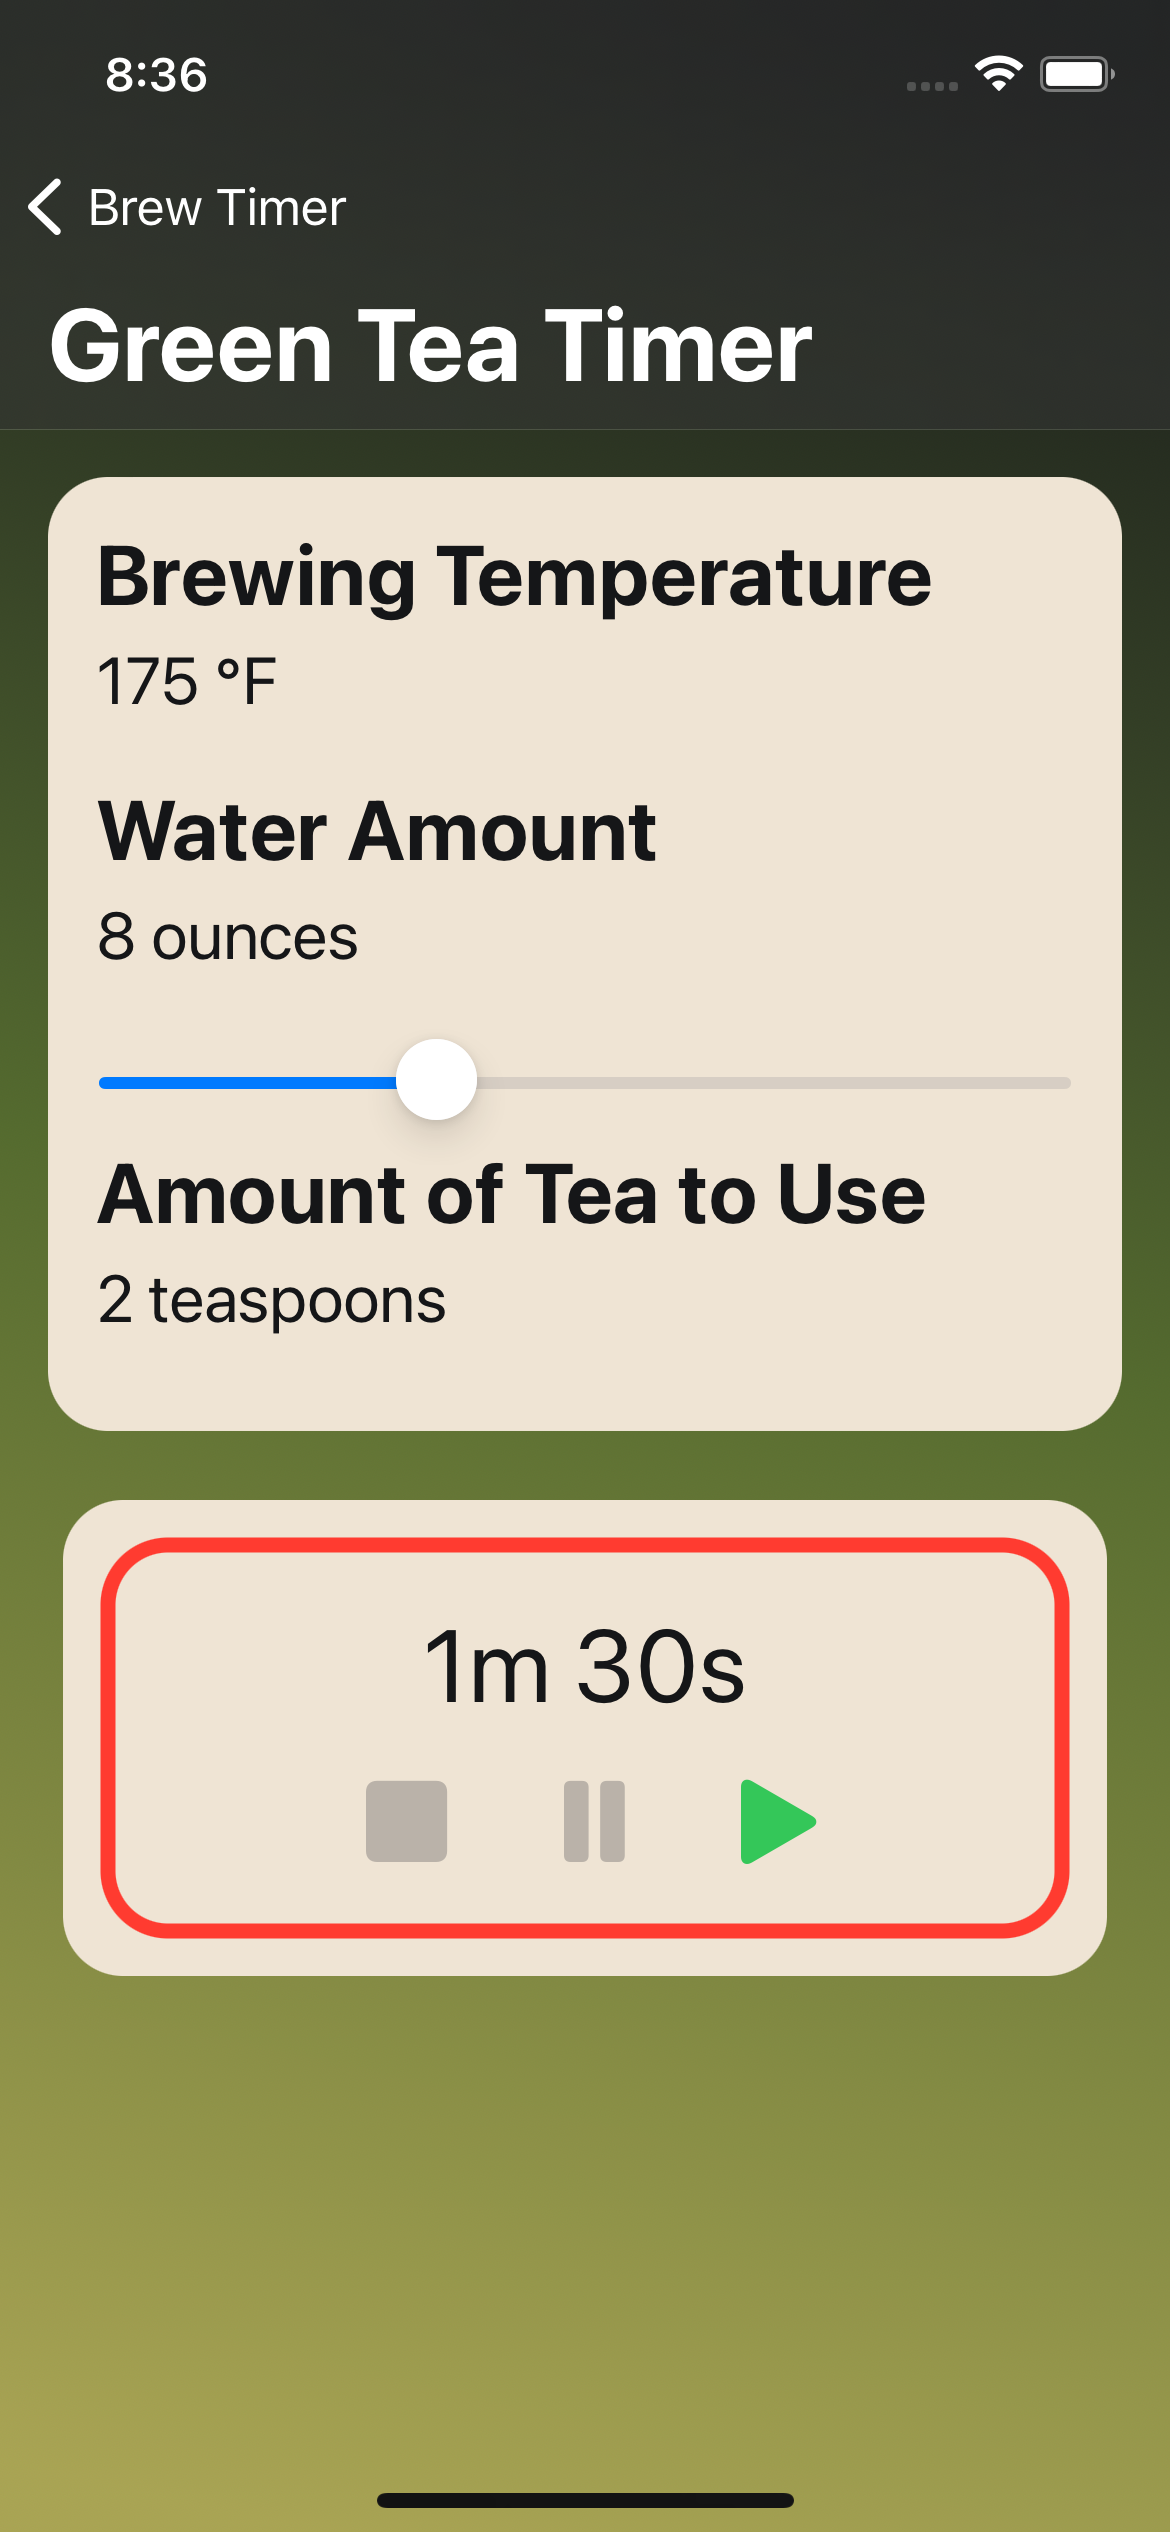 8:36
Brew Timer
Green Tea Timer
Brewing Temperature
175 °F
Water Amount
8 ounces
Amount of Tea to Use
2 teaspoons
1m 30s